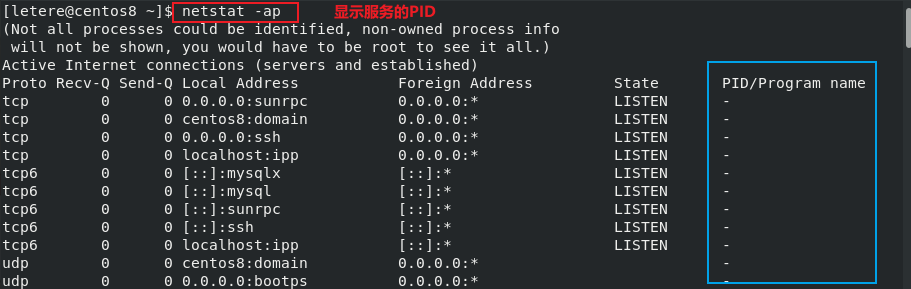 [letere@centos8 ~]$ netstat -ap 显示服务的PID
(Not all processes could be identified, non-owned process info
 will not be shown, you would have to be root to see it all.)
Active Internet connections (servers and established)
Proto Recv-Q Send-Q Local Address           Foreign Address         State       PID/Program name
tcp        0      0 0.0.0.0:sunrpc          0.0.0.0:*               LISTEN      -
tcp        0      0 centos8:domain          0.0.0.0:*               LISTEN      -
tcp        0      0 0.0.0.0:ssh             0.0.0.0:*               LISTEN      -
tcp        0      0 localhost:ipp           0.0.0.0:*               LISTEN      -
tcp6       0      0 [::]:mysqlx             [::]:*                  LISTEN      -
tcp6       0      0 [::]:mysql              [::]:*                  LISTEN      -
tcp6       0      0 [::]:sunrpc             [::]:*                  LISTEN      -
tcp6       0      0 [::]:ssh                [::]:*                  LISTEN      -
tcp6       0      0 localhost:ipp           [::]:*                  LISTEN      -
udp        0      0 centos8:domain          0.0.0.0:*                           -
udp        0      0 0.0.0.0:bootps          0.0.0.0:*                           -